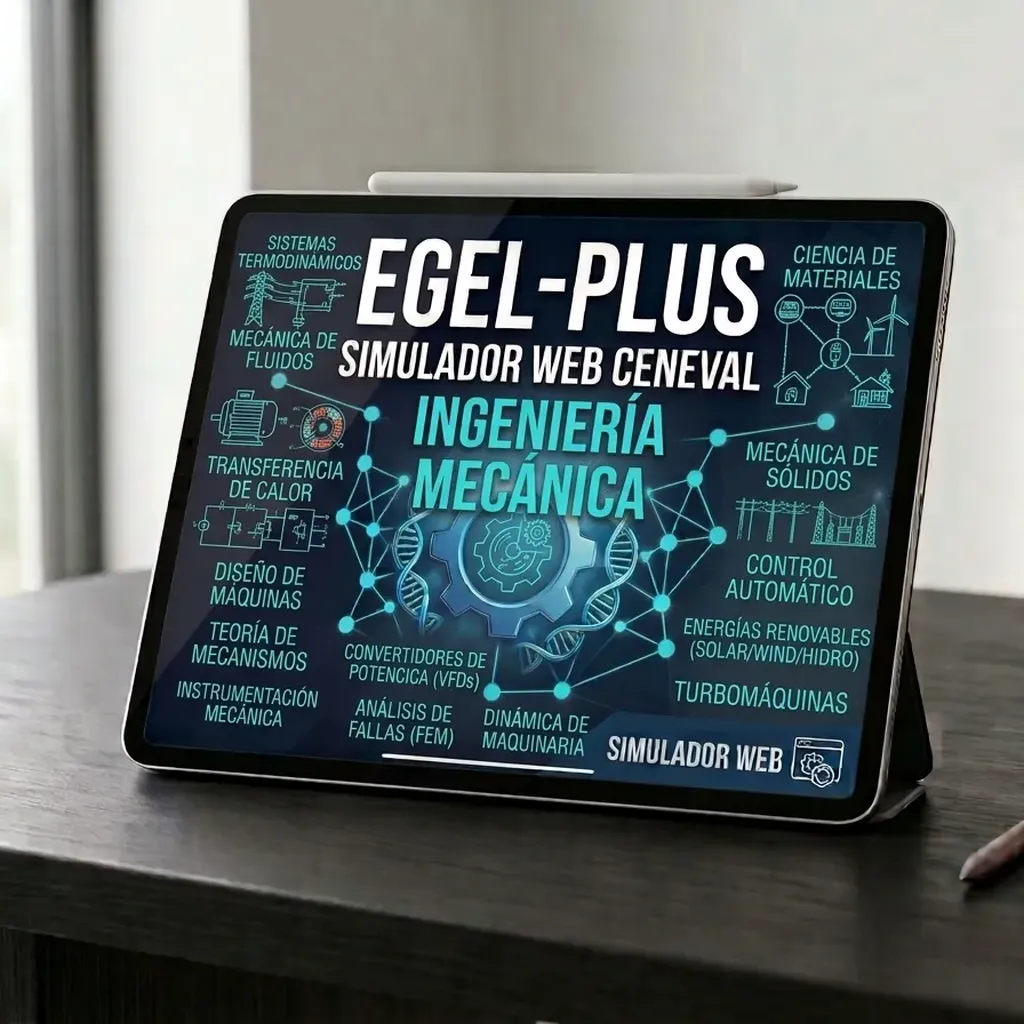 EGEL-PLUS
SIMULADOR WEB CENEVAL
INGENIERÍA
MECÁNICA
SISTEMAS
TERMODINÁMICOS
MECÁNICA DE
FLUIDOS
TRANSFERENCIA
DE CALOR
DISEÑO DE
MÁQUINAS
TEORÍA DE
MECANISMOS
INSTRUMENTACIÓN
MECÁNICA
CONVERTIDORES DE
POTENCICA (VFDs)
ANÁLISIS DE
FALLAS (FEM)
DINÁMICA DE
MAQUINARIA
CIENCIA DE
MATERIALES
MECÁNICA DE
SÓLIDOS
CONTROL
AUTOMÁTICO
ENERGÍAS RENOVABLES
(SOLAR/WIND/HIDRO)
TURBOMÁQUINAS
SIMULADOR WEB